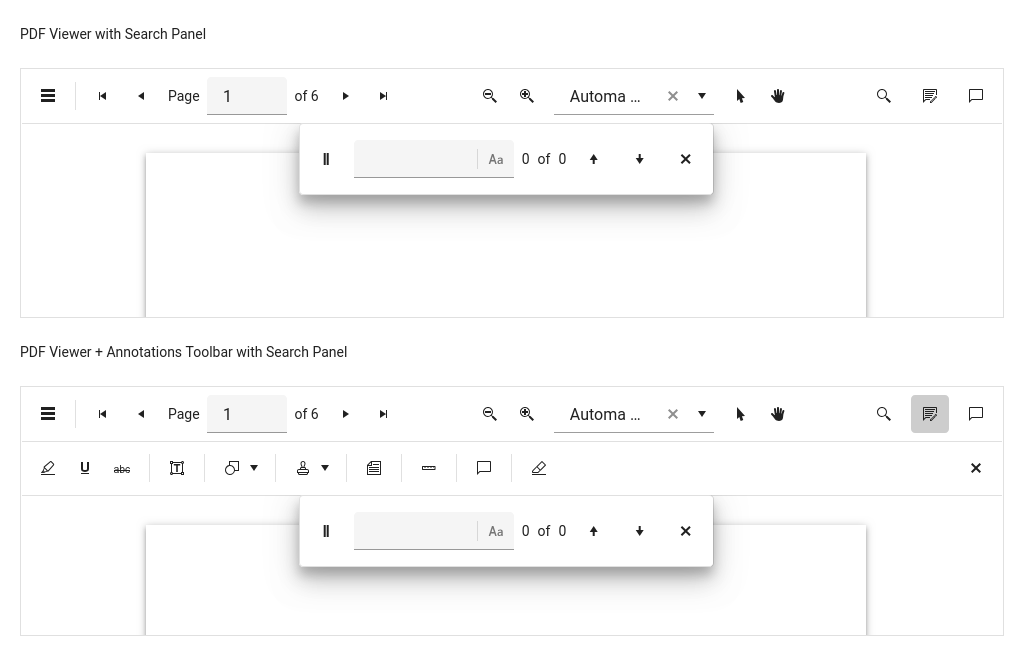 PDF Viewer with Search Panel
Page 1 of 6 Automa ...
Aa 0 of 0
PDF Viewer + Annotations Toolbar with Search Panel
Page 1 of 6 Automa ...
U abc T
Aa 0 of 0